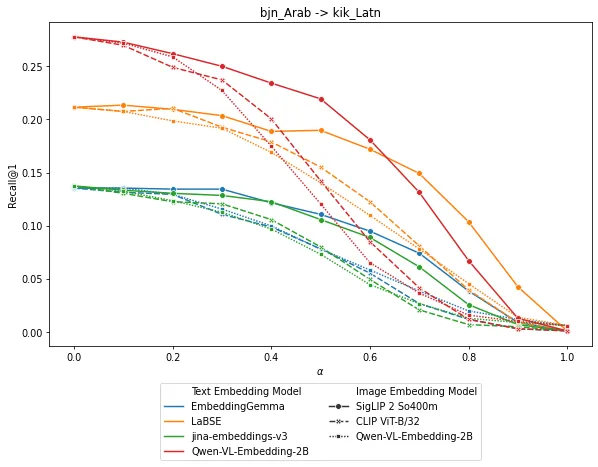 bjn_Arab -> kik_Latn
Recall@1
0.25
0.20
0.15
0.10
0.05
0.00
0.0 0.2 0.4 0.6 0.8 1.0
α
Text Embedding Model Image Embedding Model
EmbeddingGemma SigLIP 2 So400m
LaBSE CLIP ViT-B/32
jina-embeddings-v3 Qwen-VL-Embedding-2B
Qwen-VL-Embedding-2B